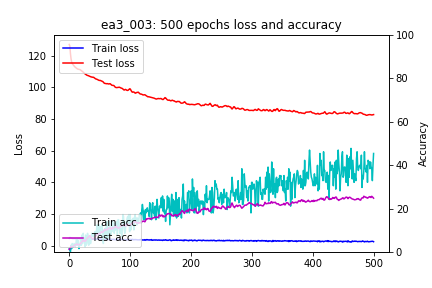 ea3_003: 500 epochs loss and accuracy
Train loss
Test loss
Train acc
Test acc
Loss
Accuracy
120
100
80
60
40
20
0
100
80
60
40
20
0
0
100
200
300
400
500